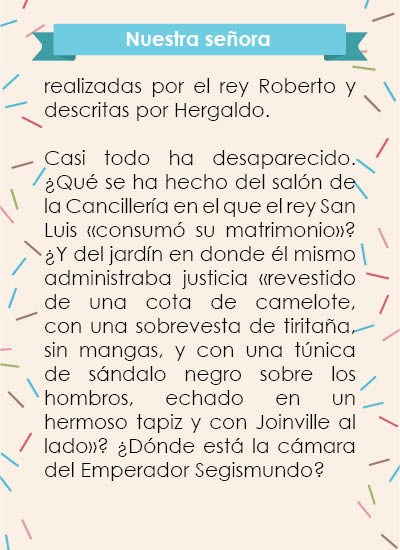 Nuestra señora
realizadas por el rey Roberto y
descritas por Hergaldo.
Casi todo ha desaparecido.
¿Qué se ha hecho del salón de
la Cancillería en el que el rey San
Luis «consumó su matrimonio»?
¿Y del jardín en donde él mismo
administraba justicia «revestido
de una cota de camelote,
con una sobrevesta de tiritaña,
sin mangas, y con una túnica
de sándalo negro sobre los
hombros, echado en un
hermoso tapiz y con Joinville al
lado»? ¿Dónde está la cámara
del Emperador Segismundo?